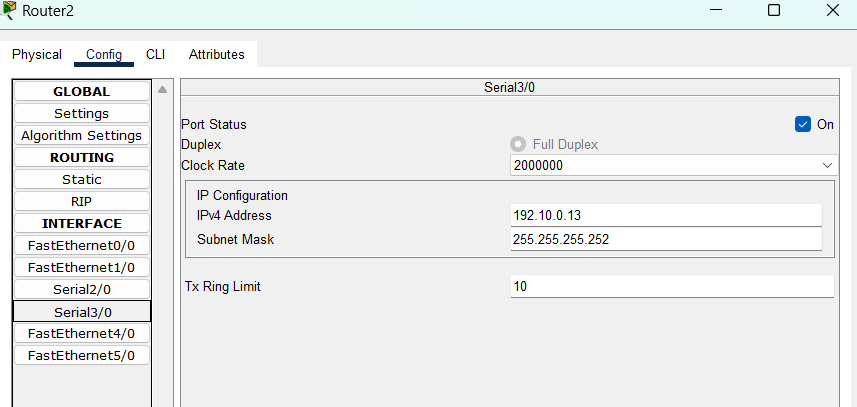 Router2
Physical Config CLI Attributes
GLOBAL
Settings
Algorithm Settings
ROUTING
Static
RIP
INTERFACE
FastEthernet0/0
FastEthernet1/0
Serial2/0
Serial3/0
FastEthernet4/0
FastEthernet5/0
Serial3/0
Port Status On
Duplex Full Duplex
Clock Rate 2000000
IP Configuration
IPv4 Address 192.10.0.13
Subnet Mask 255.255.255.252
Tx Ring Limit 10